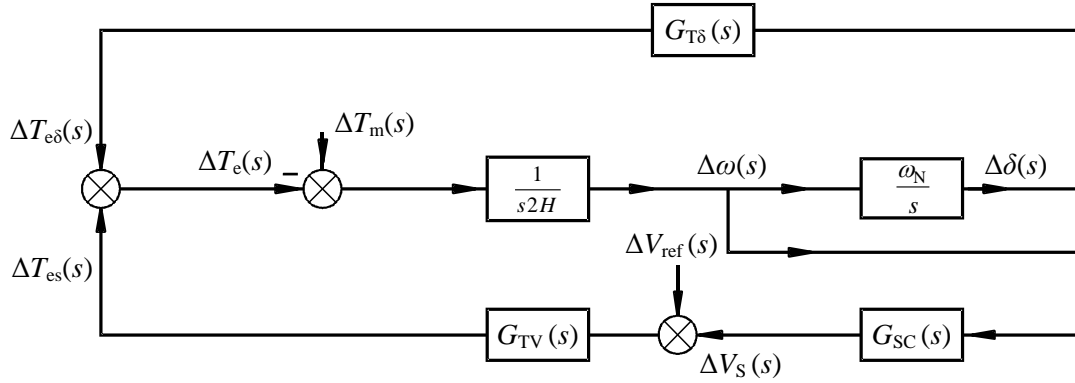 G_Tδ(s)
ΔT_eδ(s)
ΔT_m(s)
ΔT_e(s)
−
1/s2H
Δω(s)
ω_N/s
Δδ(s)
ΔT_es(s)
ΔV_ref(s)
G_TV(s)
ΔV_S(s)
G_SC(s)